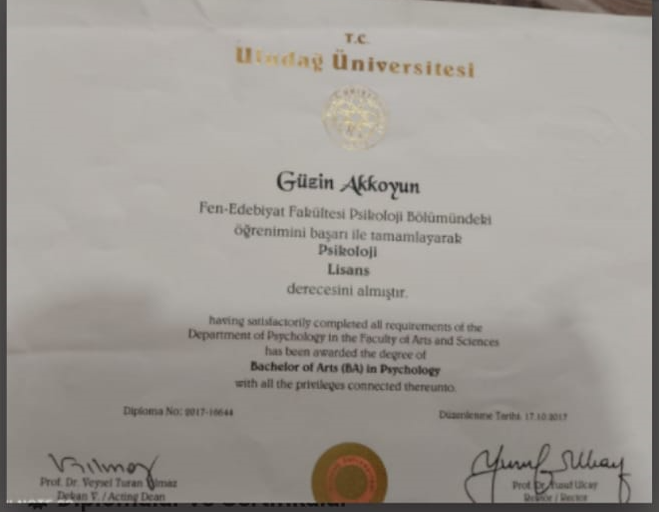 T.C.
Uludağ Üniversitesi
Güzin Akkoyun
Fen-Edebiyat Fakültesi Psikoloji Bölümündeki
öğrenimini başarı ile tamamlayarak
Psikoloji
Lisans
derecesini almıştır.
having satisfactorily completed all requirements of the
Department of Psychology in the Faculty of Arts and Sciences
has been awarded the degree of
Bachelor of Arts (BA) in Psychology
with all the privileges connected thereunto.
Diploma No: 2017-16644
Düzenlenme Tarihi: 17.10.2017
Prof. Dr. Veysel Turan Yılmaz
Dekan V. / Acting Dean
Prof. Dr. Yusuf Ulcay
Rektör / Rector